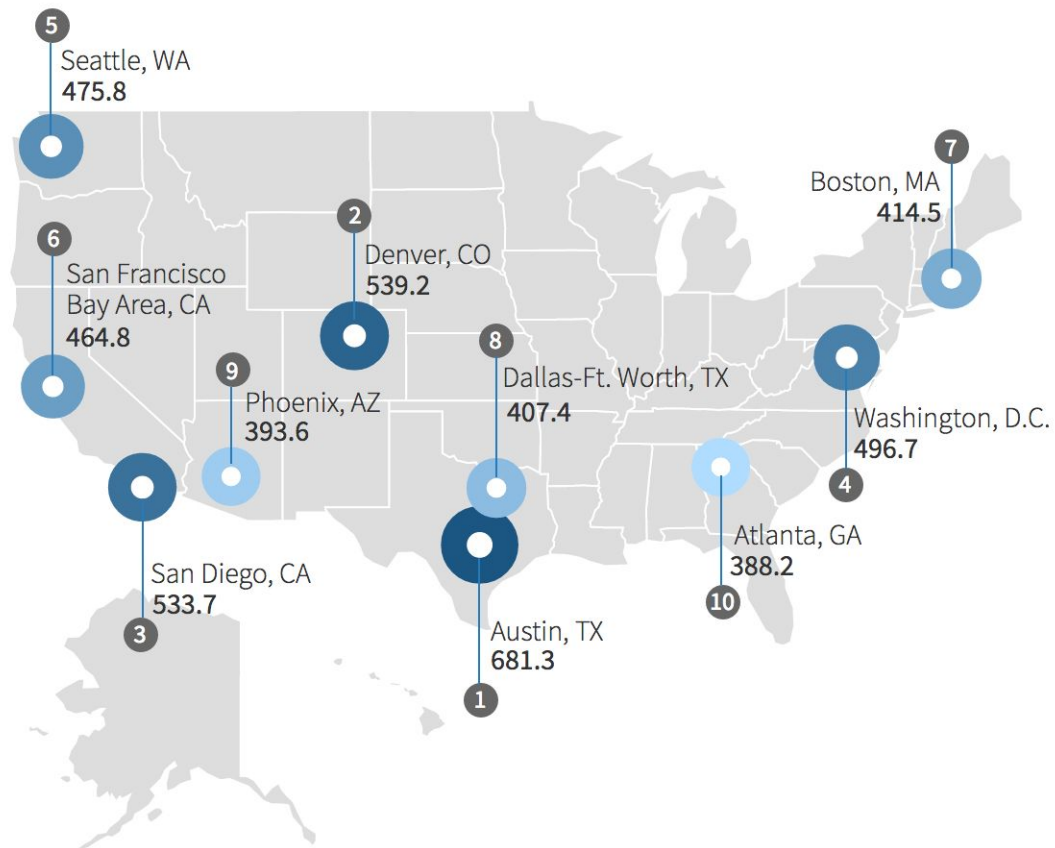 5
Seattle, WA
475.8
7
Boston, MA
414.5
2
Denver, CO
539.2
6
San Francisco
Bay Area, CA
464.8
8
Dallas-Ft. Worth, TX
407.4
9
Phoenix, AZ
393.6
Washington, D.C.
496.7
4
Atlanta, GA
388.2
10
San Diego, CA
533.7
3
Austin, TX
681.3
1